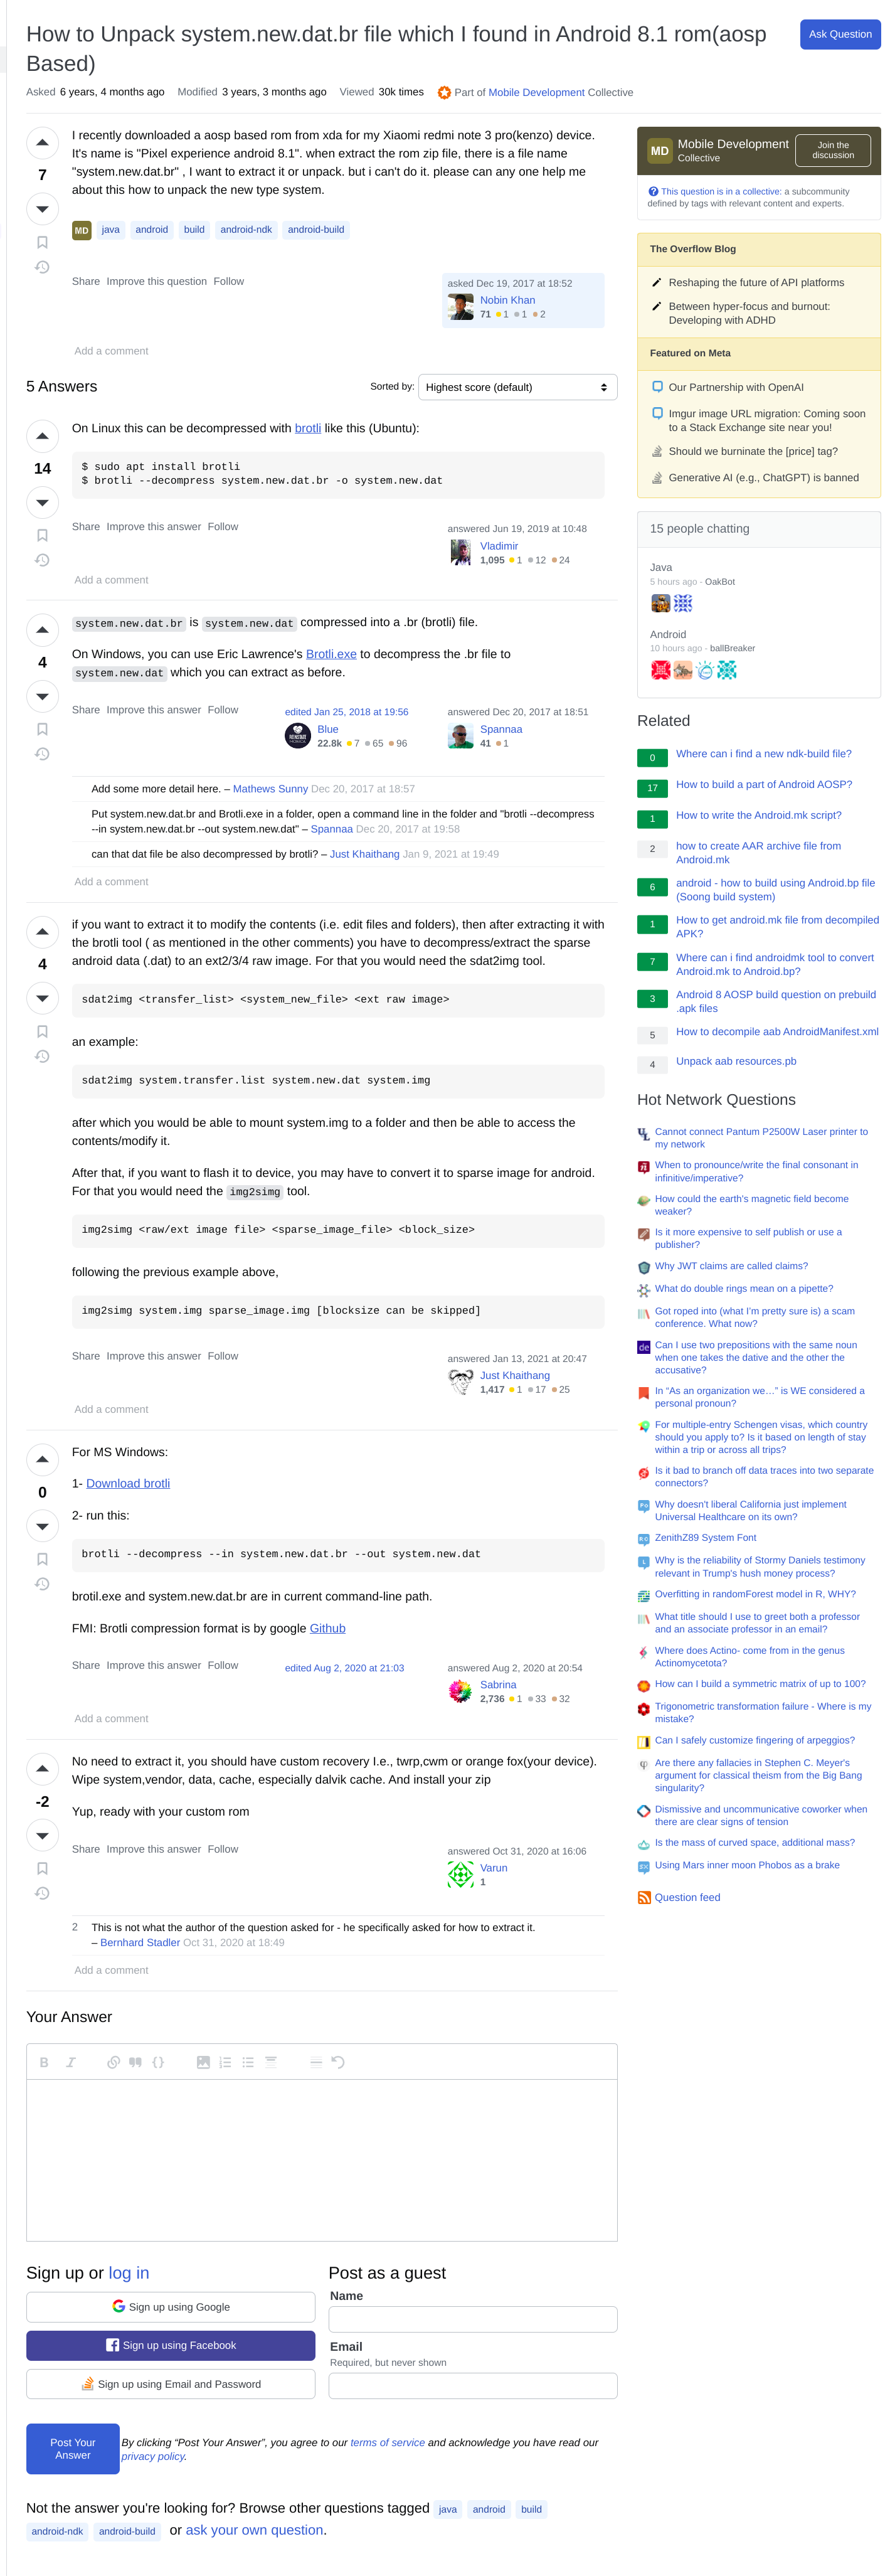 How to Unpack system.new.dat.br file which I found in Android 8.1 rom(aosp
Based)
Ask Question
Asked 6 years, 4 months ago Modified 3 years, 3 months ago Viewed 30k times Part of Mobile Development Collective
7
I recently downloaded a aosp based rom from xda for my Xiaomi redmi note 3 pro(kenzo) device.
It's name is "Pixel experience android 8.1". when extract the rom zip file, there is a file name
"system.new.dat.br" , I want to extract it or unpack. but i can't do it. please can any one help me
about this how to unpack the new type system.
MD java android build android-ndk android-build
Share Improve this question Follow
asked Dec 19, 2017 at 18:52
Nobin Khan
71 1 1 2
Add a comment
5 Answers
Sorted by: Highest score (default)
14
On Linux this can be decompressed with brotli like this (Ubuntu):
$ sudo apt install brotli
$ brotli --decompress system.new.dat.br -o system.new.dat
Share Improve this answer Follow
answered Jun 19, 2019 at 10:48
Vladimir
1,095 1 12 24
Add a comment
4
system.new.dat.br is system.new.dat compressed into a .br (brotli) file.
On Windows, you can use Eric Lawrence's Brotli.exe to decompress the .br file to
system.new.dat which you can extract as before.
Share Improve this answer Follow
edited Jan 25, 2018 at 19:56
Blue
22.8k 7 65 96
answered Dec 20, 2017 at 18:51
Spannaa
41 1
Add some more detail here. – Mathews Sunny Dec 20, 2017 at 18:57
Put system.new.dat.br and Brotli.exe in a folder, open a command line in the folder and "brotli --decompress
--in system.new.dat.br --out system.new.dat" – Spannaa Dec 20, 2017 at 19:58
can that dat file be also decompressed by brotli? – Just Khaithang Jan 9, 2021 at 19:49
Add a comment
4
if you want to extract it to modify the contents (i.e. edit files and folders), then after extracting it with
the brotli tool ( as mentioned in the other comments) you have to decompress/extract the sparse
android data (.dat) to an ext2/3/4 raw image. For that you would need the sdat2img tool.
sdat2img <transfer_list> <system_new_file> <ext raw image>
an example:
sdat2img system.transfer.list system.new.dat system.img
after which you would be able to mount system.img to a folder and then be able to access the
contents/modify it.
After that, if you want to flash it to device, you may have to convert it to sparse image for android.
For that you would need the img2simg tool.
img2simg <raw/ext image file> <sparse_image_file> <block_size>
following the previous example above,
img2simg system.img sparse_image.img [blocksize can be skipped]
Share Improve this answer Follow
answered Jan 13, 2021 at 20:47
Just Khaithang
1,417 1 17 25
Add a comment
0
For MS Windows:
1- Download brotli
2- run this:
brotli --decompress --in system.new.dat.br --out system.new.dat
brotil.exe and system.new.dat.br are in current command-line path.
FMI: Brotli compression format is by google Github
Share Improve this answer Follow
edited Aug 2, 2020 at 21:03
answered Aug 2, 2020 at 20:54
Sabrina
2,736 1 33 32
Add a comment
-2
No need to extract it, you should have custom recovery I.e., twrp,cwm or orange fox(your device).
Wipe system,vendor, data, cache, especially dalvik cache. And install your zip
Yup, ready with your custom rom
Share Improve this answer Follow
answered Oct 31, 2020 at 16:06
Varun
1
2 This is not what the author of the question asked for - he specifically asked for how to extract it.
– Bernhard Stadler Oct 31, 2020 at 18:49
Add a comment
Your Answer
Sign up or log in
Sign up using Google
Sign up using Facebook
Sign up using Email and Password
Post as a guest
Name
Email
Required, but never shown
Post Your
Answer
By clicking “Post Your Answer”, you agree to our terms of service and acknowledge you have read our
privacy policy.
Not the answer you're looking for? Browse other questions tagged java android build
android-ndk android-build or ask your own question.
MD Mobile Development
Collective
Join the
discussion
This question is in a collective: a subcommunity
defined by tags with relevant content and experts.
The Overflow Blog
Reshaping the future of API platforms
Between hyper-focus and burnout:
Developing with ADHD
Featured on Meta
Our Partnership with OpenAI
Imgur image URL migration: Coming soon
to a Stack Exchange site near you!
Should we burninate the [price] tag?
Generative AI (e.g., ChatGPT) is banned
15 people chatting
Java
5 hours ago - OakBot
Android
10 hours ago - ballBreaker
Related
0 Where can i find a new ndk-build file?
17 How to build a part of Android AOSP?
1 How to write the Android.mk script?
2 how to create AAR archive file from
Android.mk
6 android - how to build using Android.bp file
(Soong build system)
1 How to get android.mk file from decompiled
APK?
7 Where can i find androidmk tool to convert
Android.mk to Android.bp?
3 Android 8 AOSP build question on prebuild
.apk files
5 How to decompile aab AndroidManifest.xml
4 Unpack aab resources.pb
Hot Network Questions
Cannot connect Pantum P2500W Laser printer to
my network
When to pronounce/write the final consonant in
infinitive/imperative?
How could the earth's magnetic field become
weaker?
Is it more expensive to self publish or use a
publisher?
Why JWT claims are called claims?
What do double rings mean on a pipette?
Got roped into (what I'm pretty sure is) a scam
conference. What now?
de Can I use two prepositions with the same noun
when one takes the dative and the other the
accusative?
In “As an organization we…” is WE considered a
personal pronoun?
For multiple-entry Schengen visas, which country
should you apply to? Is it based on length of stay
within a trip or across all trips?
Is it bad to branch off data traces into two separate
connectors?
Why doesn't liberal California just implement
Universal Healthcare on its own?
ZenithZ89 System Font
Why is the reliability of Stormy Daniels testimony
relevant in Trump's hush money process?
Overfitting in randomForest model in R, WHY?
What title should I use to greet both a professor
and an associate professor in an email?
Where does Actino- come from in the genus
Actinomycetota?
How can I build a symmetric matrix of up to 100?
Trigonometric transformation failure - Where is my
mistake?
Can I safely customize fingering of arpeggios?
Are there any fallacies in Stephen C. Meyer's
argument for classical theism from the Big Bang
singularity?
Dismissive and uncommunicative coworker when
there are clear signs of tension
Is the mass of curved space, additional mass?
Using Mars inner moon Phobos as a brake
Question feed